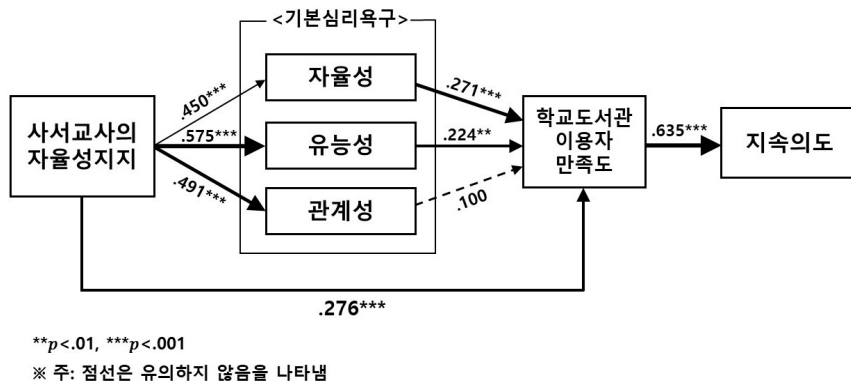 <기본심리욕구>
사서교사의
자율성지지
.450***
.575***
.491***
자율성
유능성
관계성
.271***
.224**
.100
학교도서관
이용자
만족도
.635***
지속의도
.276***
**p<.01, ***p<.001
※ 주: 점선은 유의하지 않음을 나타냄